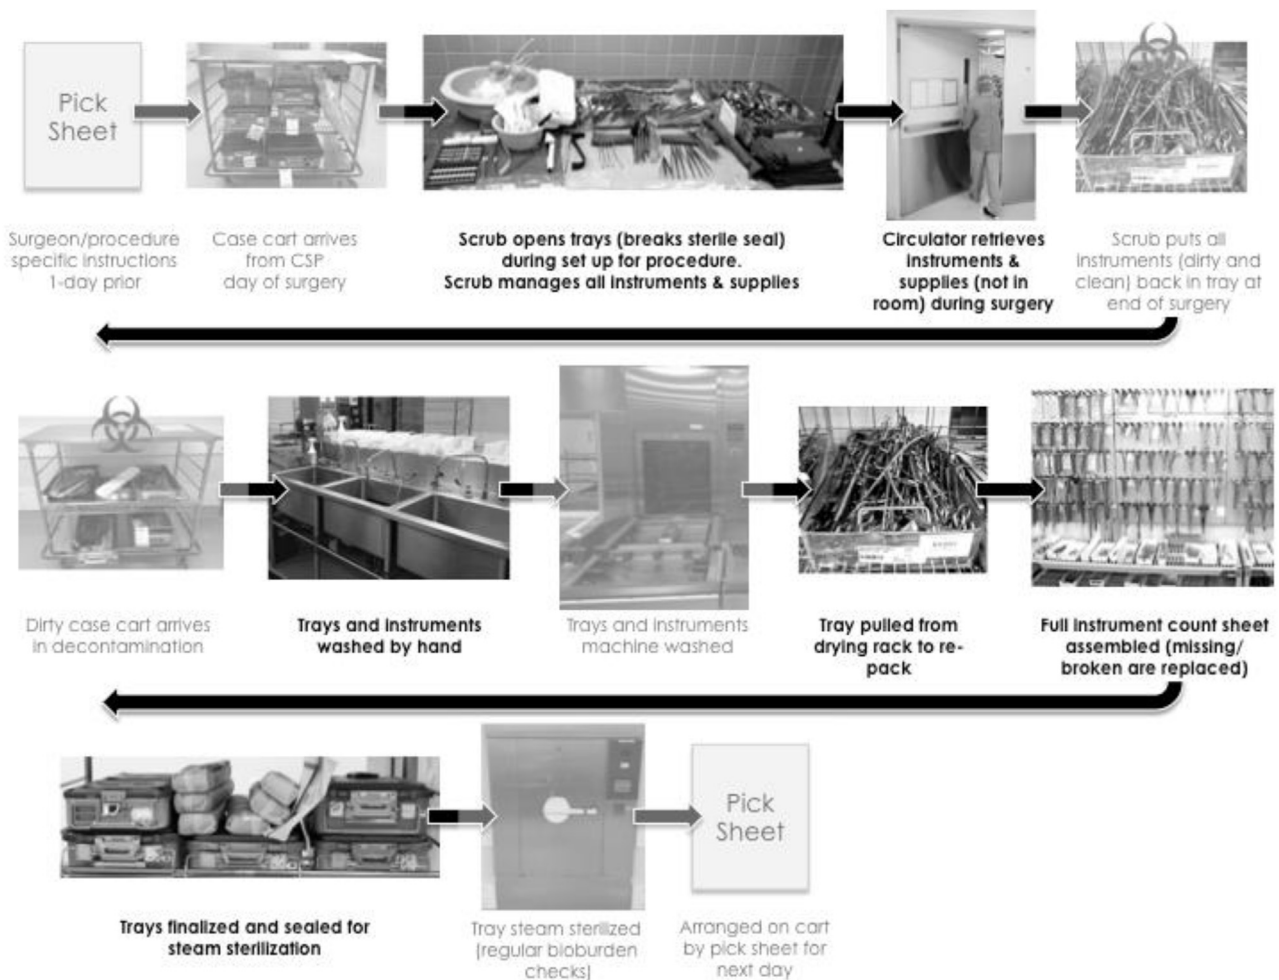 Pick
Sheet
Surgeon/procedure
specific instructions
1-day prior
Case cart arrives
from CSP
day of surgery
Scrub opens trays (breaks sterile seal)
during set up for procedure.
Scrub manages all instruments & supplies
Circulator retrieves
instruments &
supplies (not in
room) during surgery
Scrub puts all
instruments (dirty and
clean) back in tray at
end of surgery
Dirty case cart arrives
in decontamination
Trays and instruments
washed by hand
Trays and instruments
machine washed
Tray pulled from
drying rack to re-
pack
Full instrument count sheet
assembled (missing/
broken are replaced)
Trays finalized and sealed for
steam sterilization
Tray steam sterilized
(regular bioburden
checks)
Pick
Sheet
Arranged on cart
by pick sheet for
next day